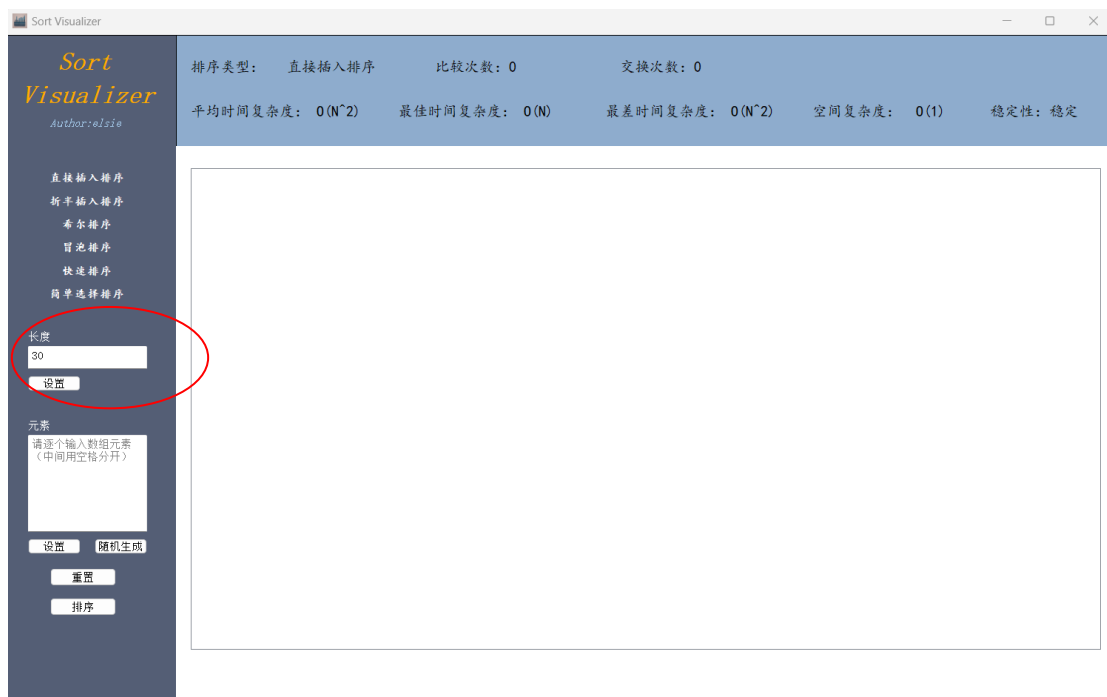 Sort Visualizer
Sort
Visualizer
Author:elsie
排序类型： 直接插入排序 比较次数：0 交换次数：0
平均时间复杂度： O(N^2) 最佳时间复杂度： O(N) 最差时间复杂度： O(N^2) 空间复杂度： O(1) 稳定性：稳定
直接插入排序
折半插入排序
希尔排序
冒泡排序
快速排序
简单选择排序
长度
30
设置
元素
请逐个输入数组元素
（中间用空格分开）
设置 随机生成
重置
排序